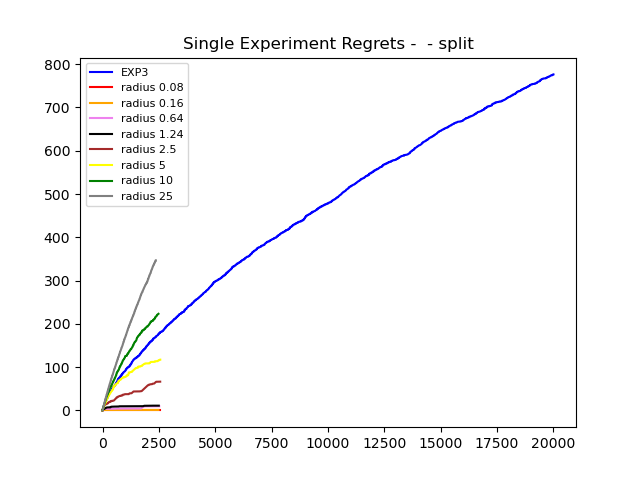 Single Experiment Regrets -  - split
800
700
600
500
400
300
200
100
0
EXP3
radius 0.08
radius 0.16
radius 0.64
radius 1.24
radius 2.5
radius 5
radius 10
radius 25
0 2500 5000 7500 10000 12500 15000 17500 20000